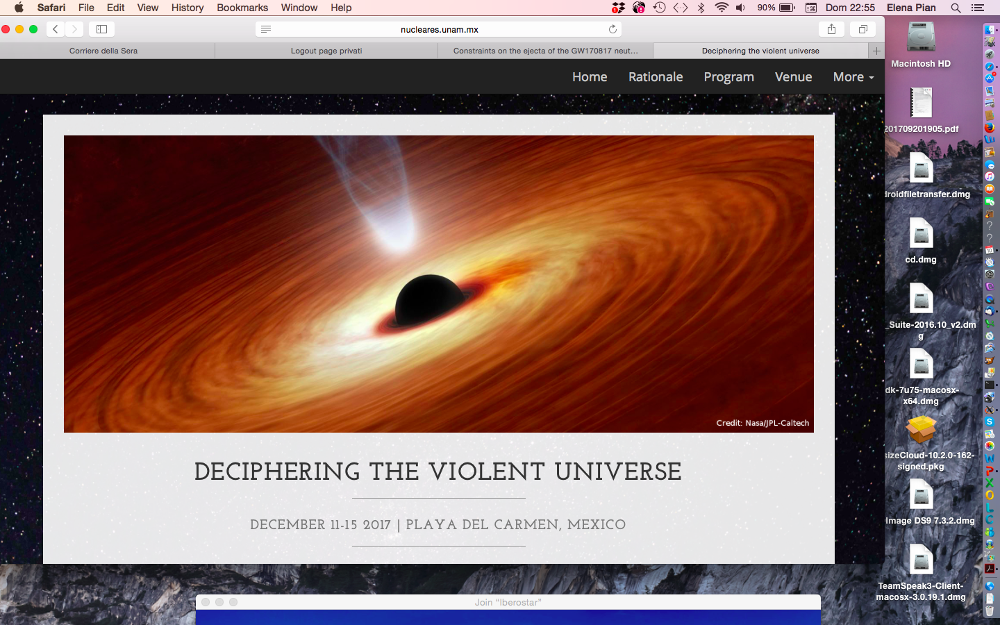 Safari File Edit View History Bookmarks Window Help 90% Dom 22:55 Elena Pian
nucleares.unam.mx
Corriere della Sera
Logout page privati
Constraints on the ejecta of the GW170817 neut...
Deciphering the violent universe
Home Rationale Program Venue More
Credit: Nasa/JPL-Caltech
DECIPHERING THE VIOLENT UNIVERSE
DECEMBER 11-15 2017 | PLAYA DEL CARMEN, MEXICO
Join "Iberostar"
Macintosh HD
201709201905.pdf
droidfiletransfer.dmg
cd.dmg
_Suite-2016.10_v2.dm
g
dk-7u75-macosx-
x64.dmg
sizeCloud-10.2.0-162-
signed.pkg
Image DS9 7.3.2.dmg
TeamSpeak3-Client-
macosx-3.0.19.1.dmg